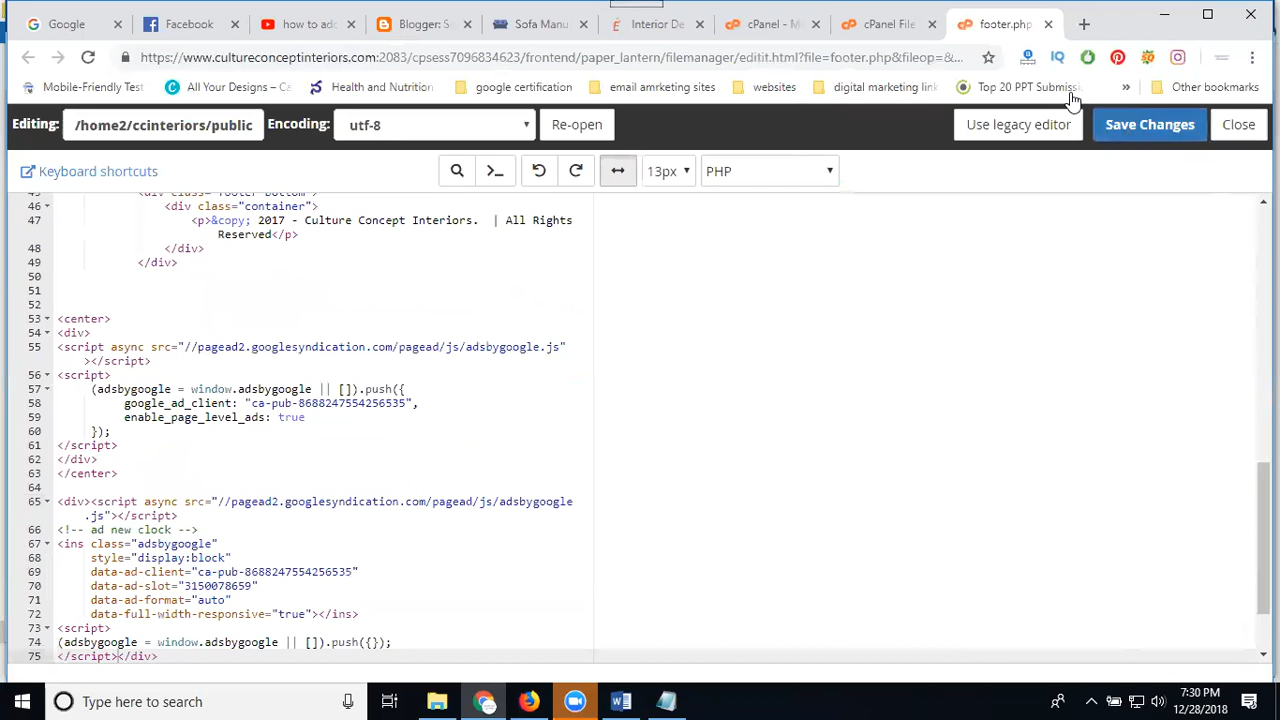 Google
Facebook
how to add
Blogger: S
Sofa Manu
Interior De
cPanel - M
cPanel File
footer.php
https://www.cultureconceptinteriors.com:2083/cpsess7096834623/frontend/paper_lantern/filemanager/editit.html?file=footer.php&fileop=&...
Mobile-Friendly Test
All Your Designs – Ca
Health and Nutrition
google certification
email amrketing sites
websites
digital marketing link
Top 20 PPT Submissi
»
Other bookmarks
Editing:
/home2/ccinteriors/public
Encoding:
utf-8
Re-open
Use legacy editor
Save Changes
Close
Keyboard shortcuts
13px
PHP
45 <div class="footer-bottom">
46 <div class="container">
47 <p>&copy; 2017 - Culture Concept Interiors. | All Rights
Reserved</p>
48 </div>
49 </div>
50
51
52
53 <center>
54 <div>
55 <script async src="//pagead2.googlesyndication.com/pagead/js/adsbygoogle.js"
></script>
56 <script>
57 (adsbygoogle = window.adsbygoogle || []).push({
58 google_ad_client: "ca-pub-8688247554256535",
59 enable_page_level_ads: true
60 });
61 </script>
62 </div>
63 </center>
64
65 <div><script async src="//pagead2.googlesyndication.com/pagead/js/adsbygoogle
.js"></script>
66 <!-- ad new clock -->
67 <ins class="adsbygoogle"
68 style="display:block"
69 data-ad-client="ca-pub-8688247554256535"
70 data-ad-slot="3150078659"
71 data-ad-format="auto"
72 data-full-width-responsive="true"></ins>
73 <script>
74 (adsbygoogle = window.adsbygoogle || []).push({});
75 </script></div>
Type here to search
7:30 PM
12/28/2018